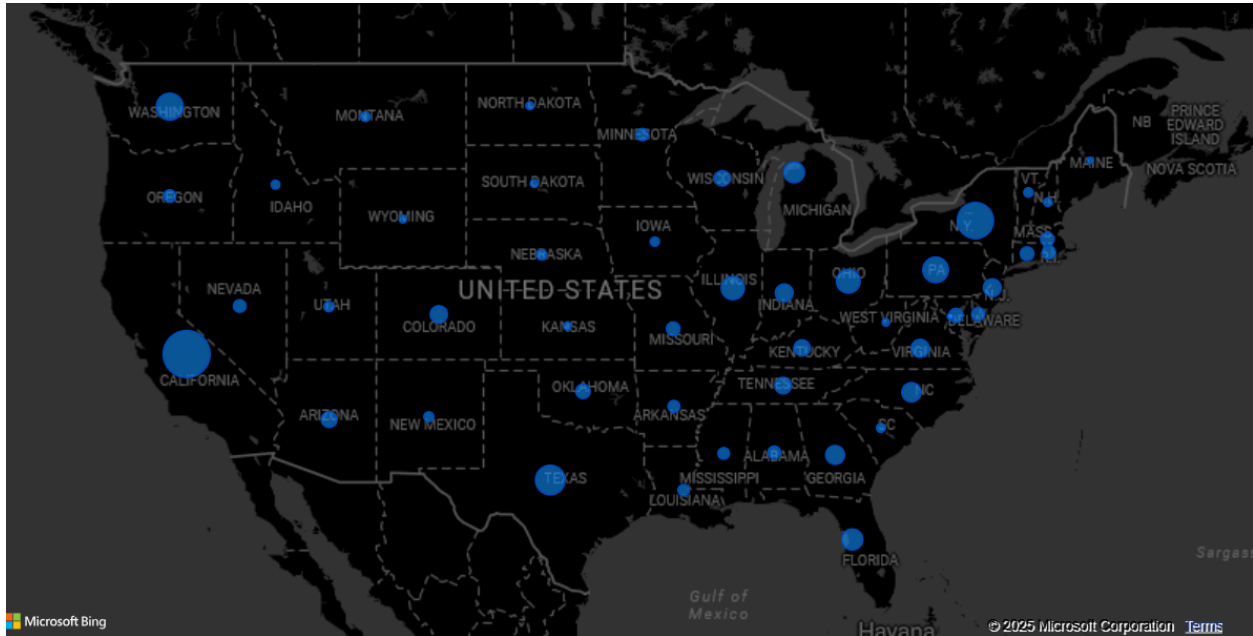 NORTH DAKOTA
WASHINGTON
MONTANA
NB
PRINCE
EDWARD
ISLAND
MINNESOTA
MAINE
NOVA SCOTIA
VT.
WISCONSIN
SOUTH DAKOTA
OREGON
IDAHO
N.H.
WYOMING
MICHIGAN
N.Y.
IOWA
MASS.
NEBRASKA
R.I.
OHIO
PA
ILLINOIS
NEVADA
UTAH
UNITED STATES
INDIANA
N.J.
COLORADO
KANSAS
WEST VIRGINIA
DELAWARE
MISSOURI
KENTUCKY
VIRGINIA
CALIFORNIA
TENNESSEE
OKLAHOMA
NC
ARIZONA
NEW MEXICO
ARKANSAS
SC
ALABAMA
TEXAS
MISSISSIPPI
GEORGIA
LOUISIANA
FLORIDA
Sargass
Gulf of
Mexico
Microsoft Bing
Havana
© 2025 Microsoft Corporation Terms